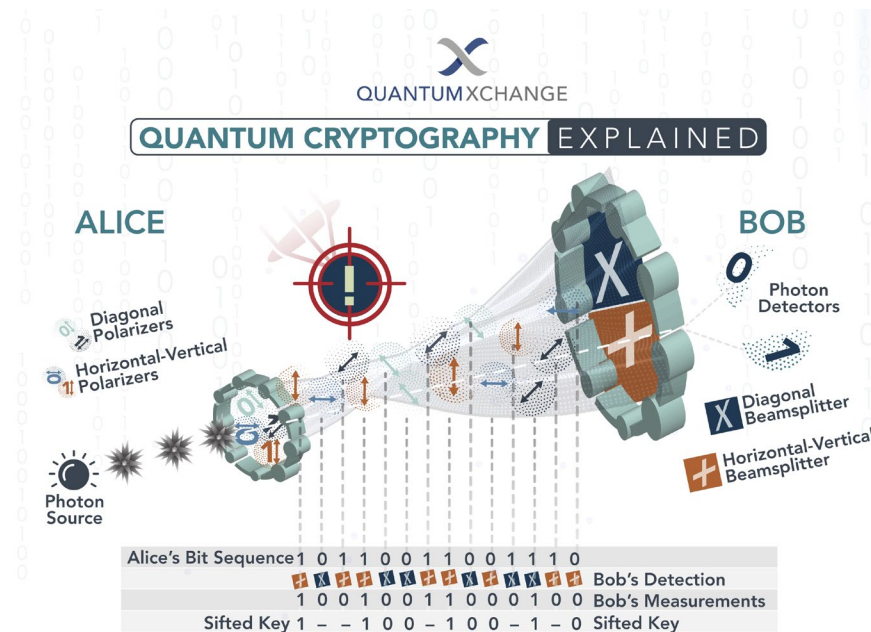 QUANTUMXCHANGE
QUANTUM CRYPTOGRAPHY EXPLAINED
ALICE
BOB
Diagonal
Polarizers
Horizontal-Vertical
Polarizers
Photon
Source
!
0
1
Photon
Detectors
X
+
X
Diagonal
Beamsplitter
+
Horizontal-Vertical
Beamsplitter
Alice's Bit Sequence 1 0 1 1 0 0 1 1 0 0 1 1 1 0
+ X + + X X + + X + X X + + Bob's Detection
1 0 0 1 0 0 1 1 0 0 0 1 0 0 Bob's Measurements
Sifted Key 1 – – 1 0 0 – 1 0 0 – 1 – 0 Sifted Key